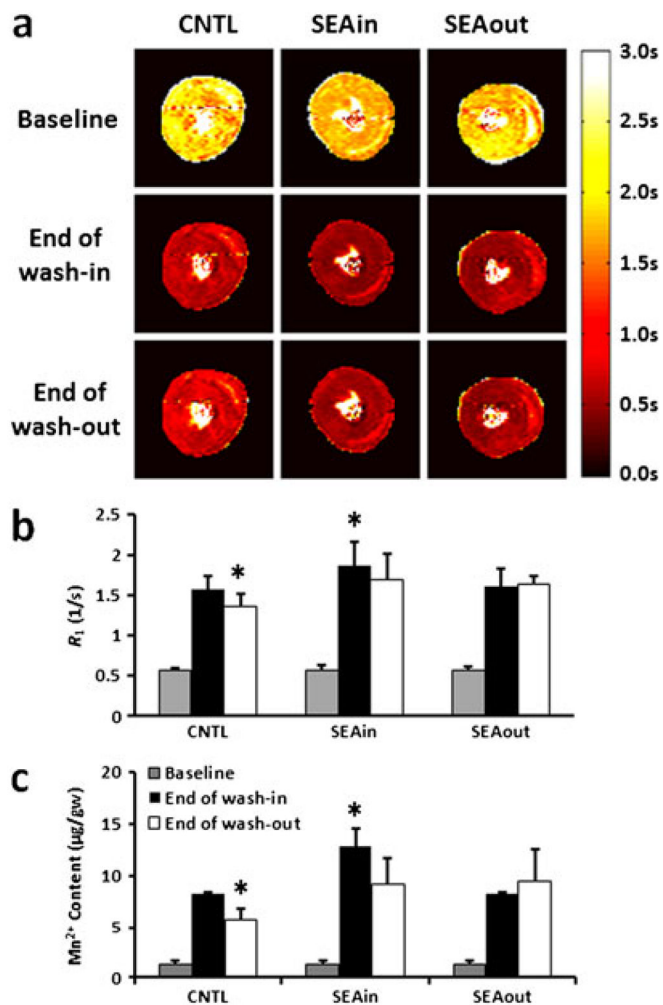 a
CNTL
SEAin
SEAout
Baseline
End of
wash-in
End of
wash-out
3.0s
2.5s
2.0s
1.5s
1.0s
0.5s
0.0s
b
R₁ (1/s)
2.5
2
1.5
1
0.5
0
*
*
CNTL
SEAin
SEAout
c
Mn²⁺ Content (μg/gw)
20
15
10
5
0
Baseline
End of wash-in
End of wash-out
*
*
CNTL
SEAin
SEAout